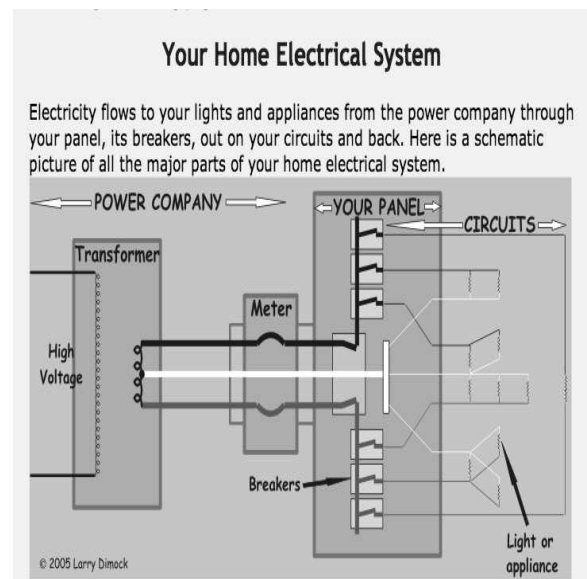 Your Home Electrical System
Electricity flows to your lights and appliances from the power company through
your panel, its breakers, out on your circuits and back. Here is a schematic
picture of all the major parts of your home electrical system.
POWER COMPANY
YOUR PANEL
CIRCUITS
Transformer
Meter
High
Voltage
Breakers
Light or
appliance
© 2005 Larry Dimock